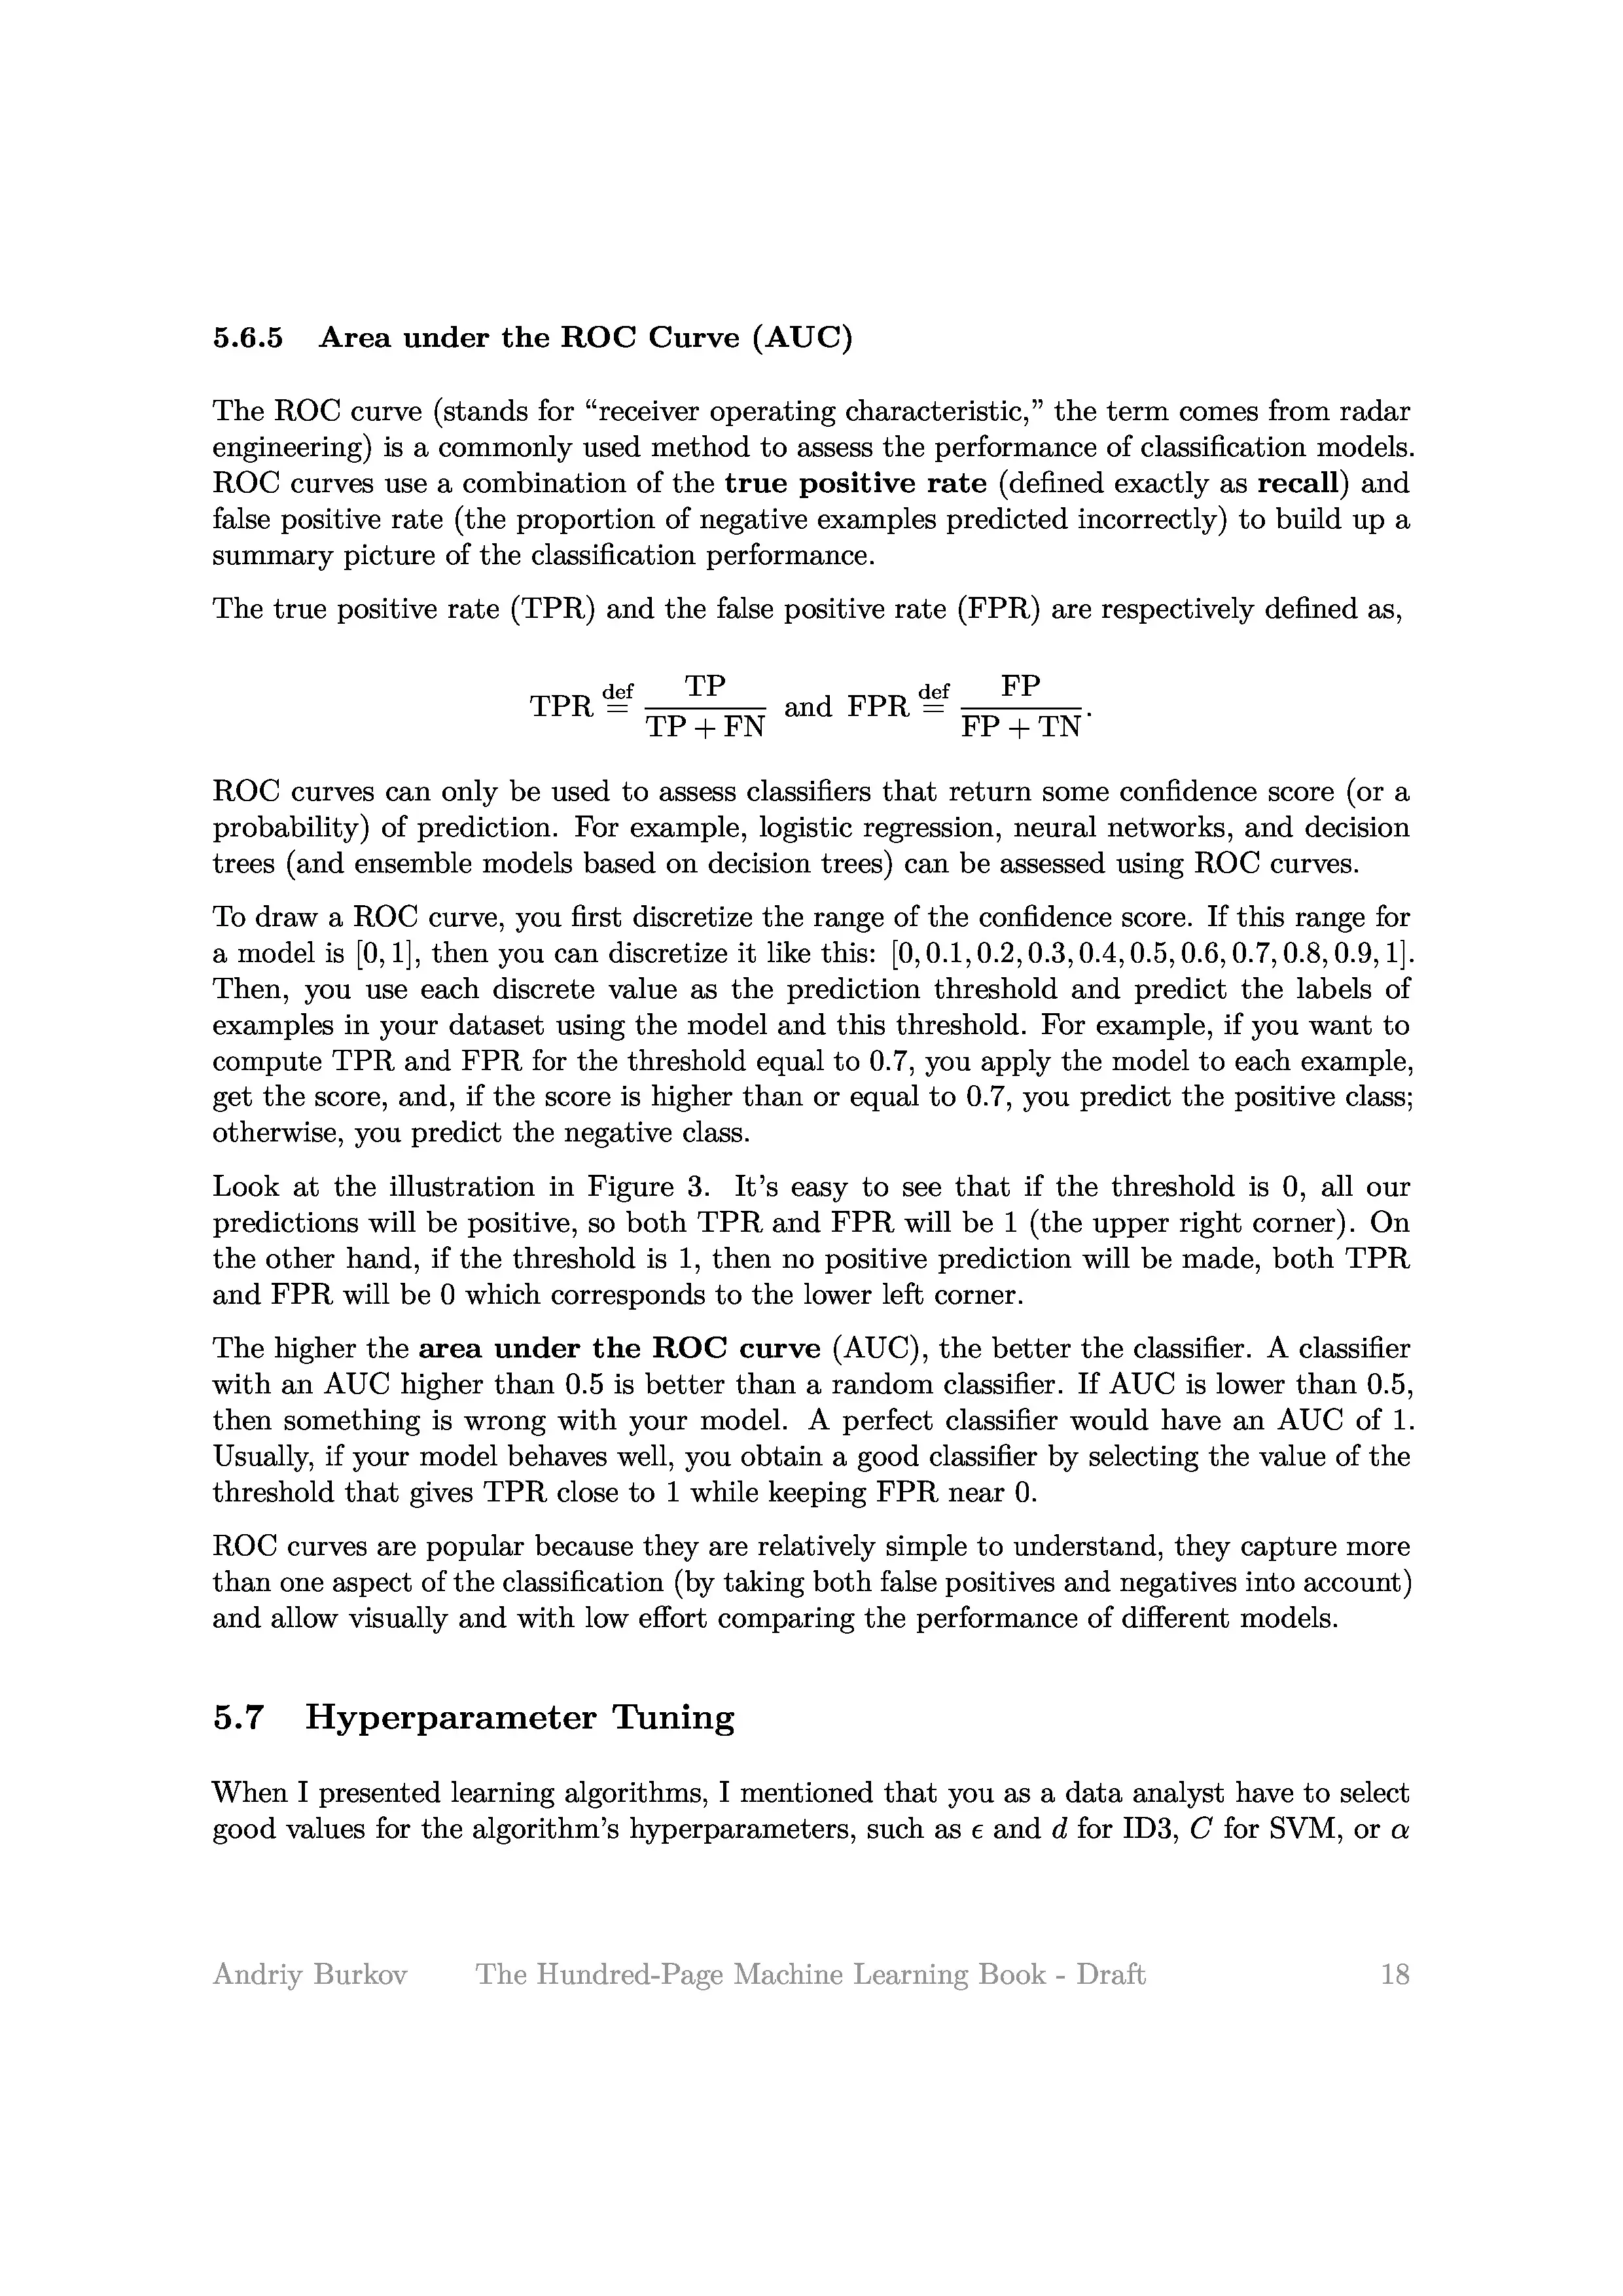 5.6.5 Area under the ROC Curve (AUC)
The ROC curve (stands for “receiver operating characteristic,” the term comes from radar
engineering) is a commonly used method to assess the performance of classification models.
ROC curves use a combination of the true positive rate (defined exactly as recall) and
false positive rate (the proportion of negative examples predicted incorrectly) to build up a
summary picture of the classification performance.
The true positive rate (TPR) and the false positive rate (FPR) are respectively defined as,
TPR def= TP / (TP + FN) and FPR def= FP / (FP + TN).
ROC curves can only be used to assess classifiers that return some confidence score (or a
probability) of prediction. For example, logistic regression, neural networks, and decision
trees (and ensemble models based on decision trees) can be assessed using ROC curves.
To draw a ROC curve, you first discretize the range of the confidence score. If this range for
a model is [0, 1], then you can discretize it like this: [0, 0.1, 0.2, 0.3, 0.4, 0.5, 0.6, 0.7, 0.8, 0.9, 1].
Then, you use each discrete value as the prediction threshold and predict the labels of
examples in your dataset using the model and this threshold. For example, if you want to
compute TPR and FPR for the threshold equal to 0.7, you apply the model to each example,
get the score, and, if the score is higher than or equal to 0.7, you predict the positive class;
otherwise, you predict the negative class.
Look at the illustration in Figure 3. It’s easy to see that if the threshold is 0, all our
predictions will be positive, so both TPR and FPR will be 1 (the upper right corner). On
the other hand, if the threshold is 1, then no positive prediction will be made, both TPR
and FPR will be 0 which corresponds to the lower left corner.
The higher the area under the ROC curve (AUC), the better the classifier. A classifier
with an AUC higher than 0.5 is better than a random classifier. If AUC is lower than 0.5,
then something is wrong with your model. A perfect classifier would have an AUC of 1.
Usually, if your model behaves well, you obtain a good classifier by selecting the value of the
threshold that gives TPR close to 1 while keeping FPR near 0.
ROC curves are popular because they are relatively simple to understand, they capture more
than one aspect of the classification (by taking both false positives and negatives into account)
and allow visually and with low effort comparing the performance of different models.
5.7 Hyperparameter Tuning
When I presented learning algorithms, I mentioned that you as a data analyst have to select
good values for the algorithm’s hyperparameters, such as ϵ and d for ID3, C for SVM, or α
Andriy Burkov The Hundred-Page Machine Learning Book - Draft 18